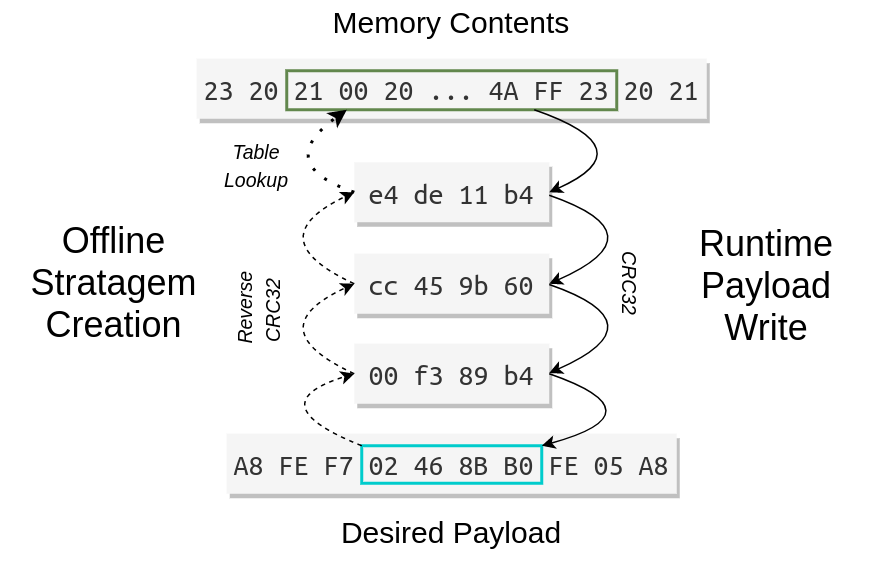 Memory Contents
23 20 21 00 20 ... 4A FF 23 20 21
Table
Lookup
e4 de 11 b4
Offline
Stratagem
Creation
Runtime
Payload
Write
cc 45 9b 60
Reverse
CRC32
CRC32
00 f3 89 b4
A8 FE F7 02 46 8B B0 FE 05 A8
Desired Payload